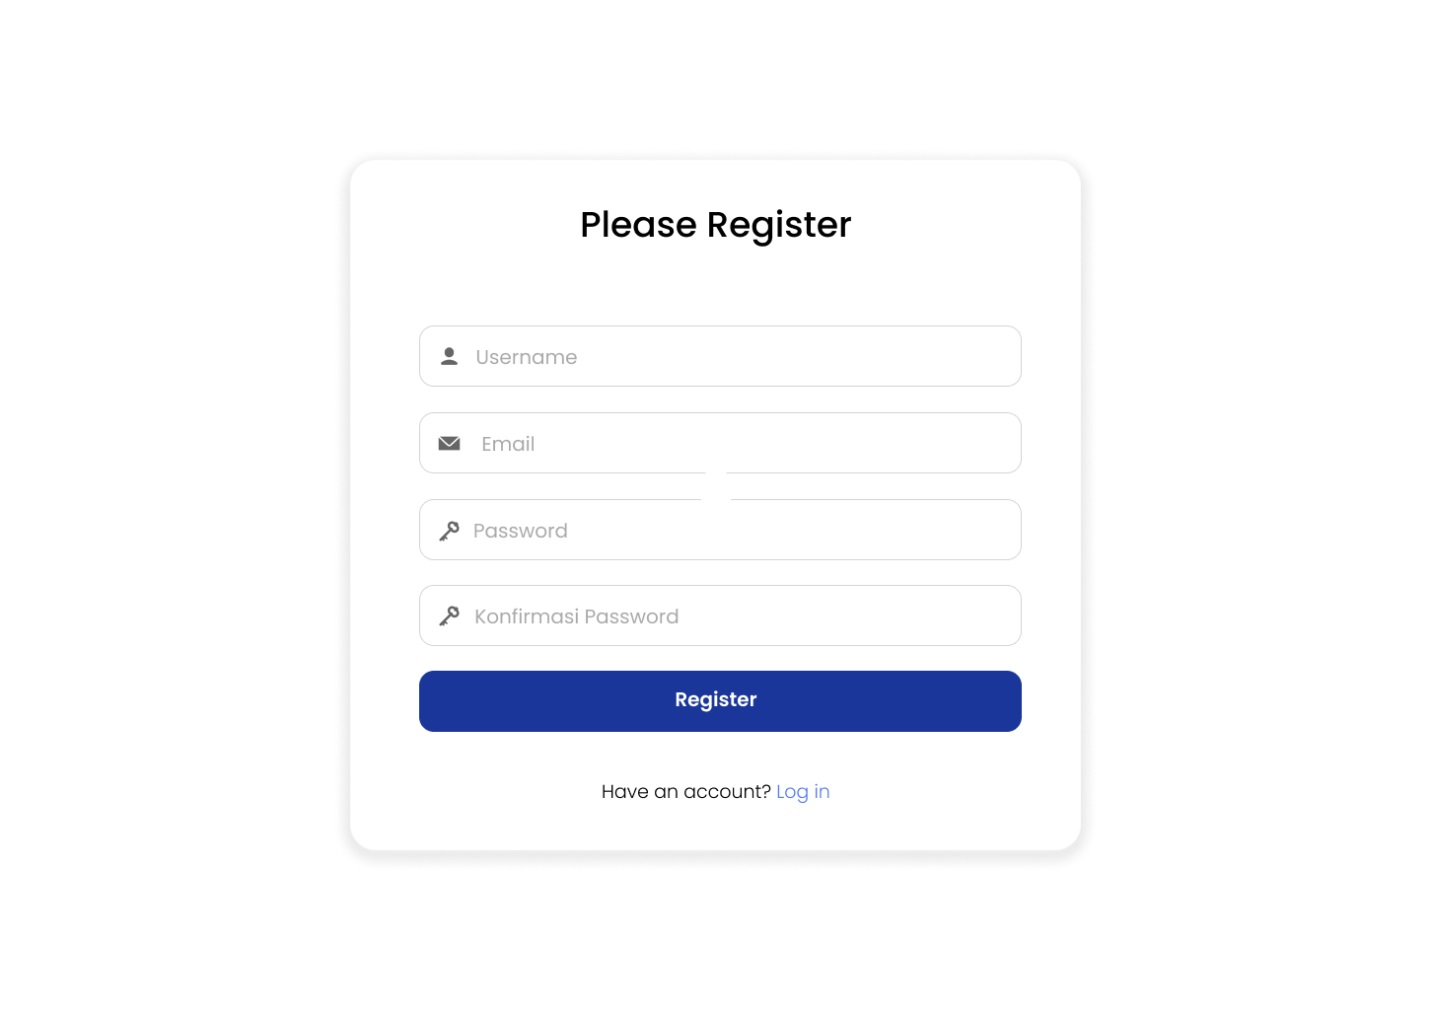 Please Register
Username
Email
Password
Konfirmasi Password
Register
Have an account? Log in